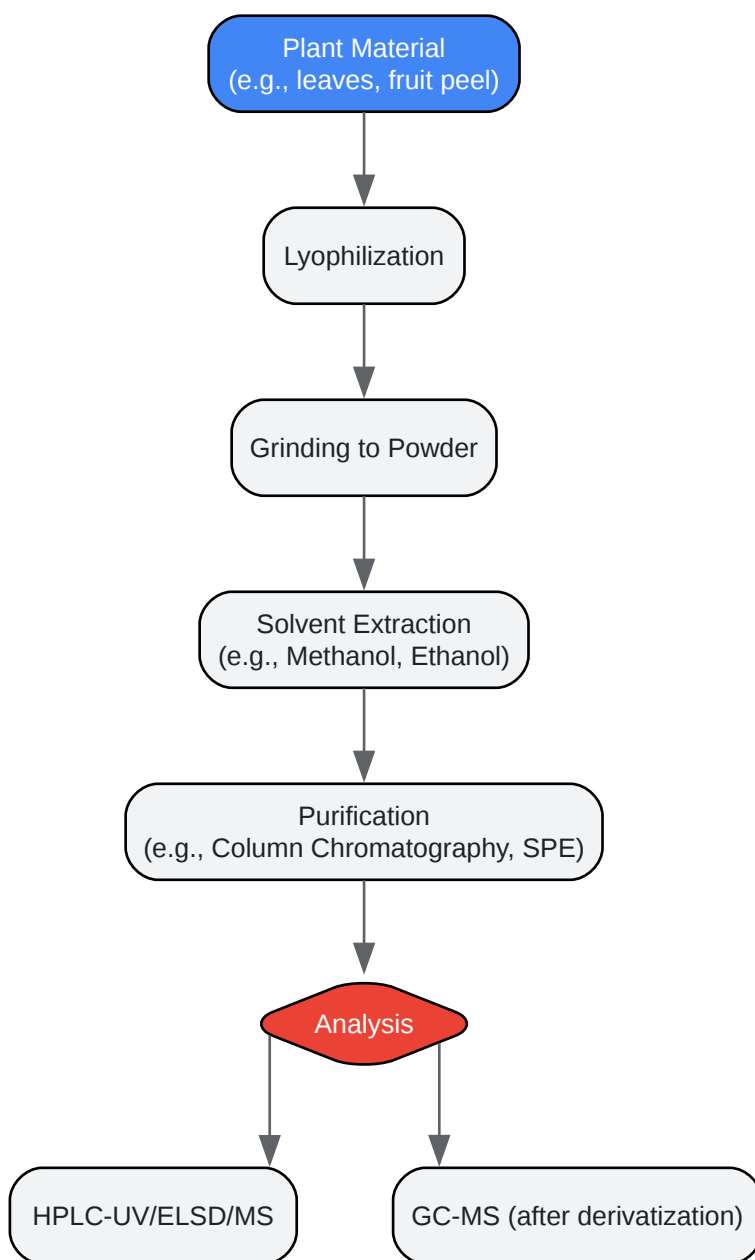 Plant Material
(e.g., leaves, fruit peel)
Lyophilization
Grinding to Powder
Solvent Extraction
(e.g., Methanol, Ethanol)
Purification
(e.g., Column Chromatography, SPE)
Analysis
HPLC-UV/ELSD/MS
GC-MS (after derivatization)